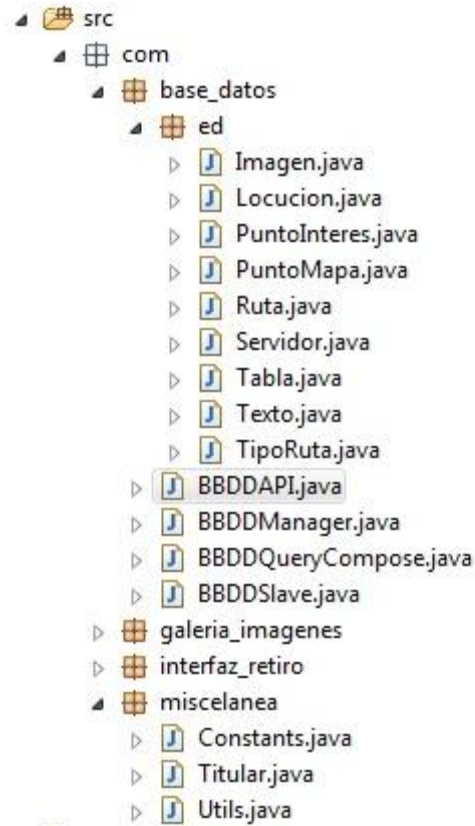 src
com
base_datos
ed
Imagen.java
Locucion.java
PuntoInteres.java
PuntoMapa.java
Ruta.java
Servidor.java
Tabla.java
Texto.java
TipoRuta.java
BBDDAPI.java
BBDDManager.java
BBDDQueryCompose.java
BBDDSlave.java
galeria_imagenes
interfaz_retiro
miscelanea
Constants.java
Titular.java
Utils.java